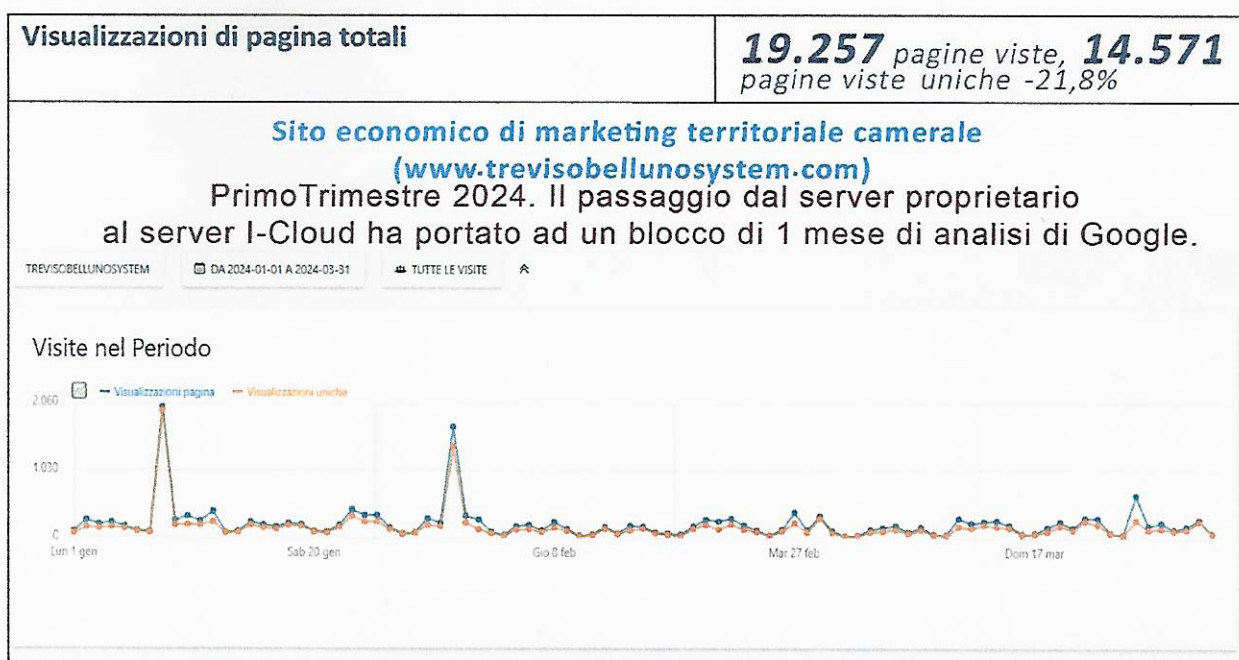 Visualizzazioni di pagina totali
19.257 pagine viste, 14.571
pagine viste uniche -21,8%
Sito economico di marketing territoriale camerale
(www.trevisobellunosystem.com)
PrimoTrimestre 2024. Il passaggio dal server proprietario
al server I-Cloud ha portato ad un blocco di 1 mese di analisi di Google.
TREVISOBELLUNOSYSTEM DA 2024-01-01 A 2024-03-31 TUTTE LE VISITE
Visite nel Periodo
Visualizzazioni pagina Visualizzazioni uniche
2.060
1.030
0
Lun 1 gen Sab 20 gen Gio 8 feb Mar 27 feb Dom 17 mar